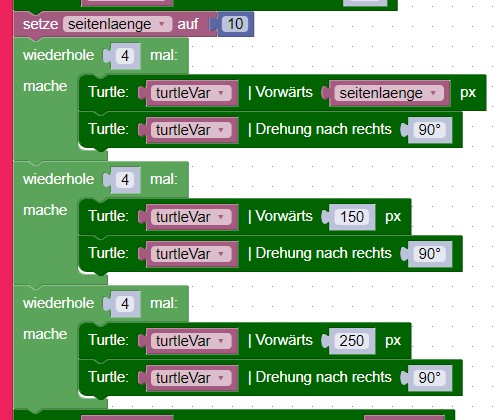 setze seitenlaenge auf 10
wiederhole 4 mal:
mache Turtle: turtleVar | Vorwärts seitenlaenge px
Turtle: turtleVar | Drehung nach rechts 90°
wiederhole 4 mal:
mache Turtle: turtleVar | Vorwärts 150 px
Turtle: turtleVar | Drehung nach rechts 90°
wiederhole 4 mal:
mache Turtle: turtleVar | Vorwärts 250 px
Turtle: turtleVar | Drehung nach rechts 90°